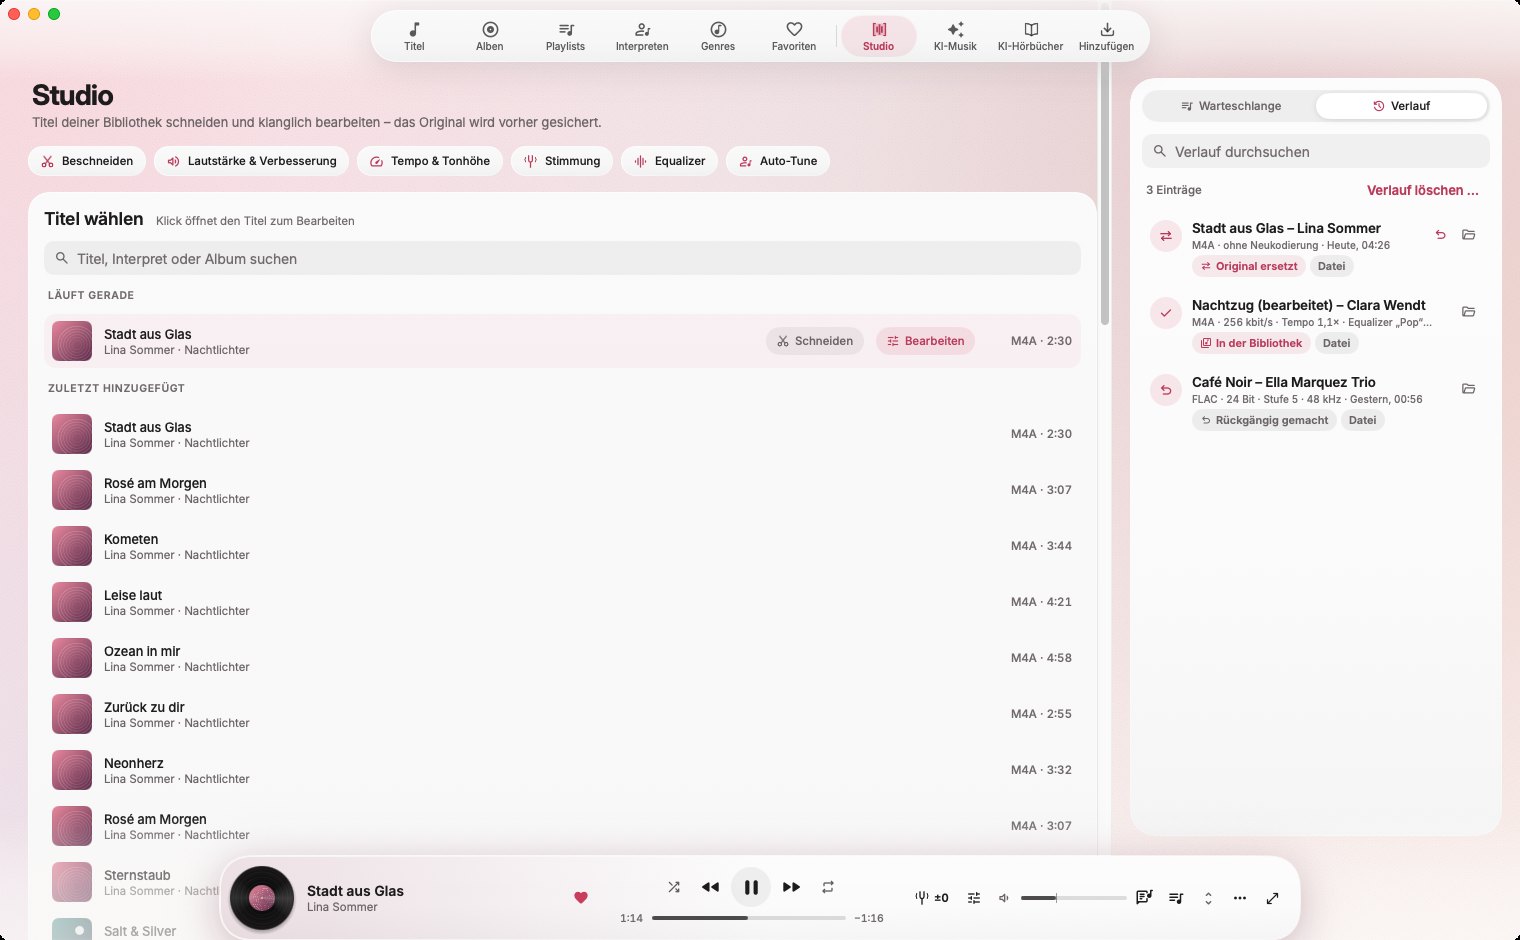 Titel
Alben
Playlists
Interpreten
Genres
Favoriten
Studio
KI-Musik
KI-Hörbücher
Hinzufügen
Studio
Titel deiner Bibliothek schneiden und klanglich bearbeiten – das Original wird vorher gesichert.
Beschneiden
Lautstärke & Verbesserung
Tempo & Tonhöhe
Stimmung
Equalizer
Auto-Tune
Titel wählen Klick öffnet den Titel zum Bearbeiten
Titel, Interpret oder Album suchen
LÄUFT GERADE
Stadt aus Glas
Lina Sommer · Nachtlichter
Schneiden
Bearbeiten
M4A · 2:30
ZULETZT HINZUGEFÜGT
Stadt aus Glas
Lina Sommer · Nachtlichter
M4A · 2:30
Rosé am Morgen
Lina Sommer · Nachtlichter
M4A · 3:07
Kometen
Lina Sommer · Nachtlichter
M4A · 3:44
Leise laut
Lina Sommer · Nachtlichter
M4A · 4:21
Ozean in mir
Lina Sommer · Nachtlichter
M4A · 4:58
Zurück zu dir
Lina Sommer · Nachtlichter
M4A · 2:55
Neonherz
Lina Sommer · Nachtlichter
M4A · 3:32
Rosé am Morgen
Lina Sommer · Nachtlichter
M4A · 3:07
Sternstaub
Lina Sommer · Nachtl
Salt & Silver
Warteschlange
Verlauf
Verlauf durchsuchen
3 Einträge
Verlauf löschen ...
Stadt aus Glas – Lina Sommer
M4A · ohne Neukodierung · Heute, 04:26
Original ersetzt
Datei
Nachtzug (bearbeitet) – Clara Wendt
M4A · 256 kbit/s · Tempo 1,1× · Equalizer „Pop“...
In der Bibliothek
Datei
Café Noir – Ella Marquez Trio
FLAC · 24 Bit · Stufe 5 · 48 kHz · Gestern, 00:56
Rückgängig gemacht
Datei
Stadt aus Glas
Lina Sommer
1:14
−1:16
±0